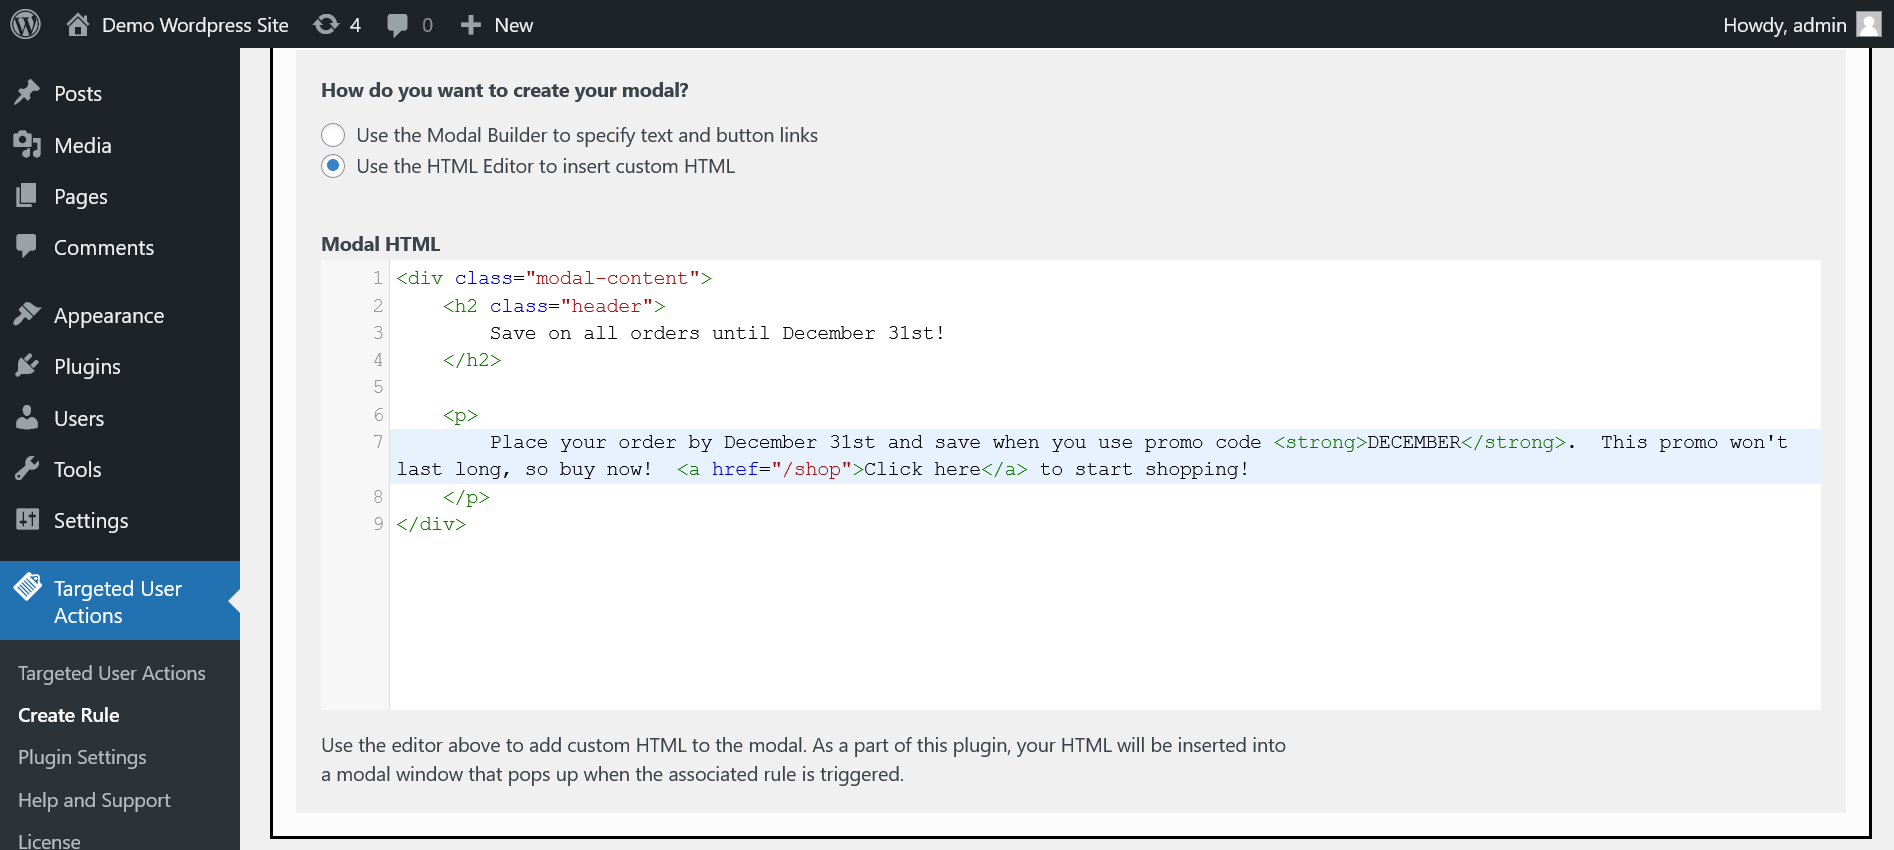 Demo Wordpress Site 4 0 New Howdy, admin
Posts
Media
Pages
Comments
Appearance
Plugins
Users
Tools
Settings
Targeted User
Actions
Targeted User Actions
Create Rule
Plugin Settings
Help and Support
License
How do you want to create your modal?
Use the Modal Builder to specify text and button links
Use the HTML Editor to insert custom HTML
Modal HTML
1 <div class="modal-content">
2     <h2 class="header">
3         Save on all orders until December 31st!
4     </h2>
5
6     <p>
7         Place your order by December 31st and save when you use promo code <strong>DECEMBER</strong>.  This promo won't
last long, so buy now!  <a href="/shop">Click here</a> to start shopping!
8     </p>
9 </div>
Use the editor above to add custom HTML to the modal. As a part of this plugin, your HTML will be inserted into
a modal window that pops up when the associated rule is triggered.